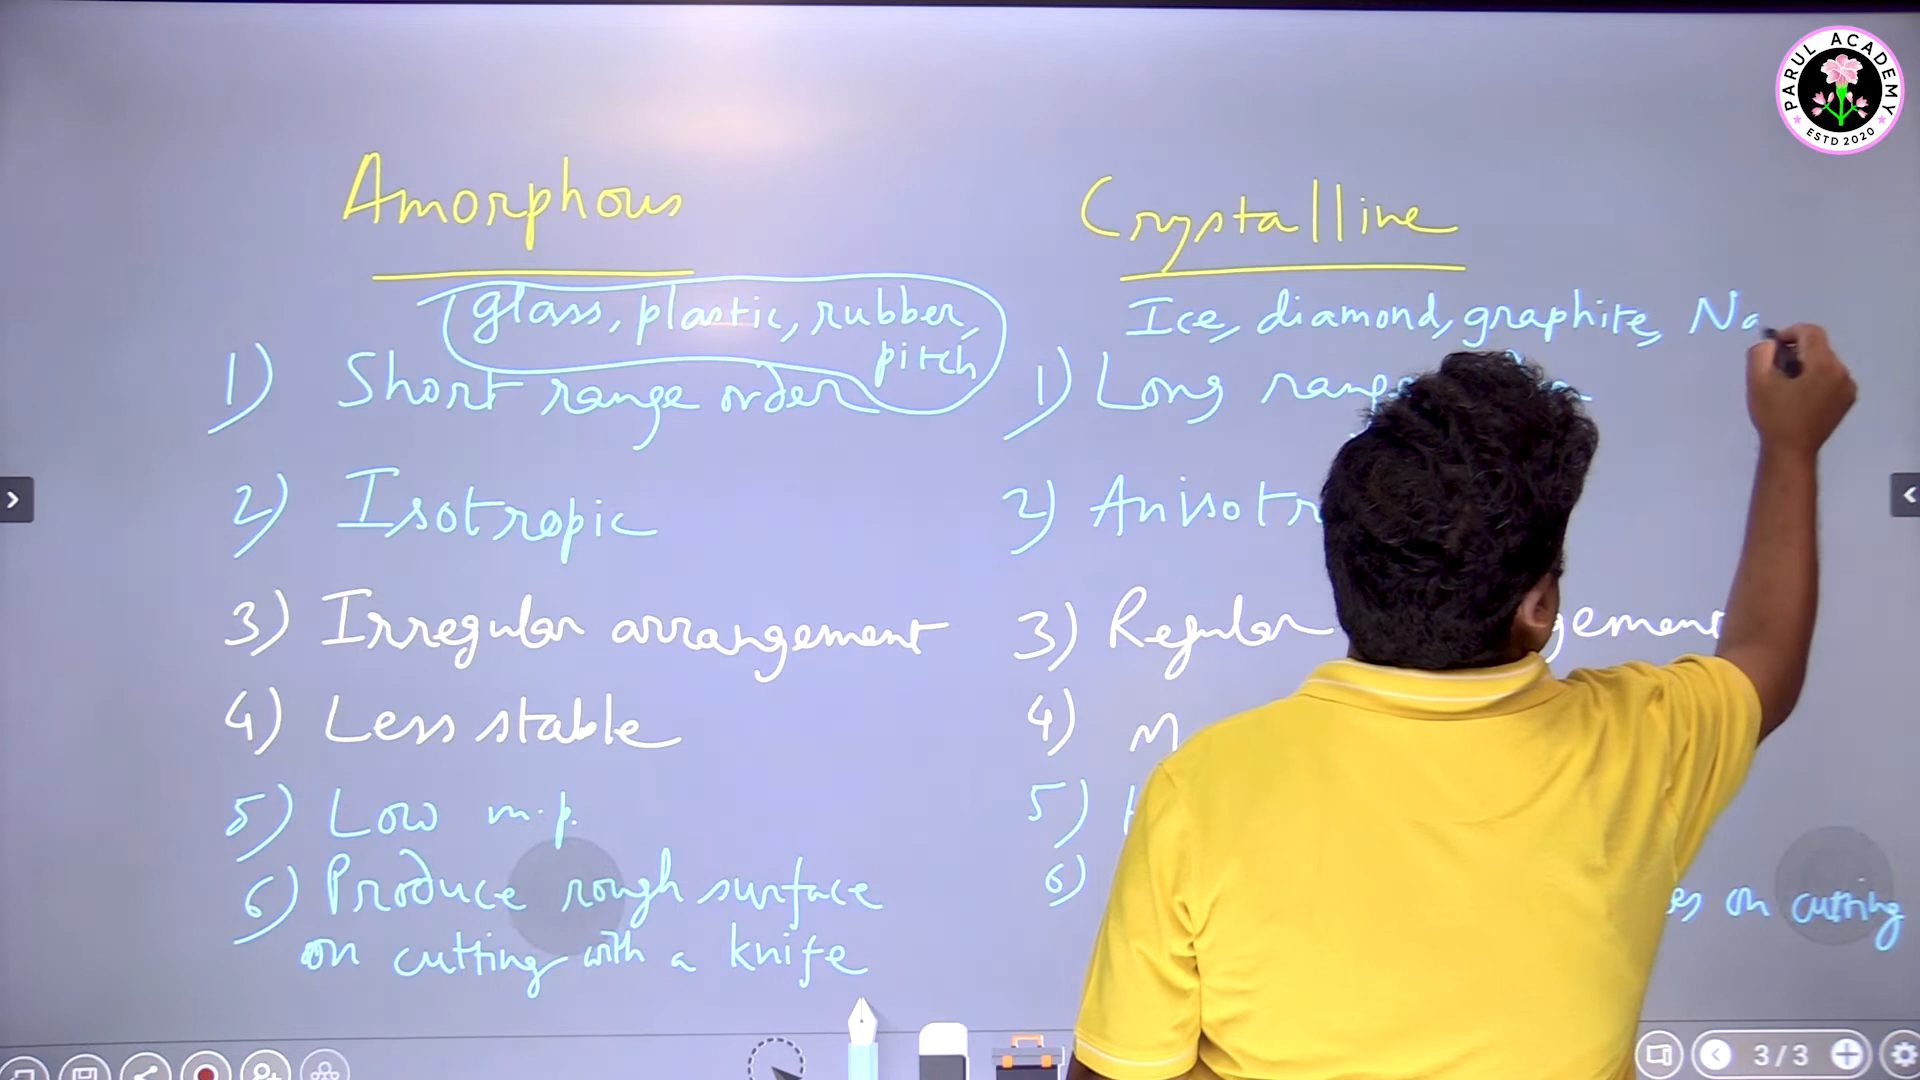 PARUL ACADEMY
ESTD 2020
Amorphous
glass, plastic, rubber,
pitch
1) Short range order
2) Isotropic
3) Irregular arrangement
4) Less stable
5) Low m.p.
6) Produce rough surface
on cutting with a knife
Crystalline
Ice, diamond, graphite, Na
1) Long
2)
3) Regular
4)
5)
6)
on cutting
3/3